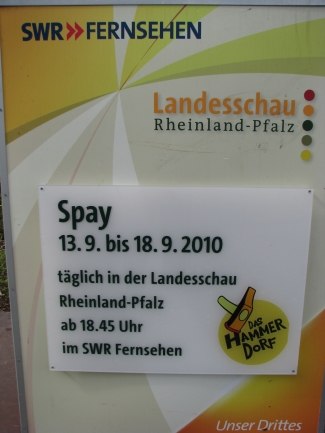 SWR>> FERNSEHEN
Landesschau
Rheinland-Pfalz
Spay
13.9. bis 18.9.2010
täglich in der Landesschau
Rheinland-Pfalz
ab 18.45 Uhr
im SWR Fernsehen
DAS
HAMMER
DORF
Unser Drittes